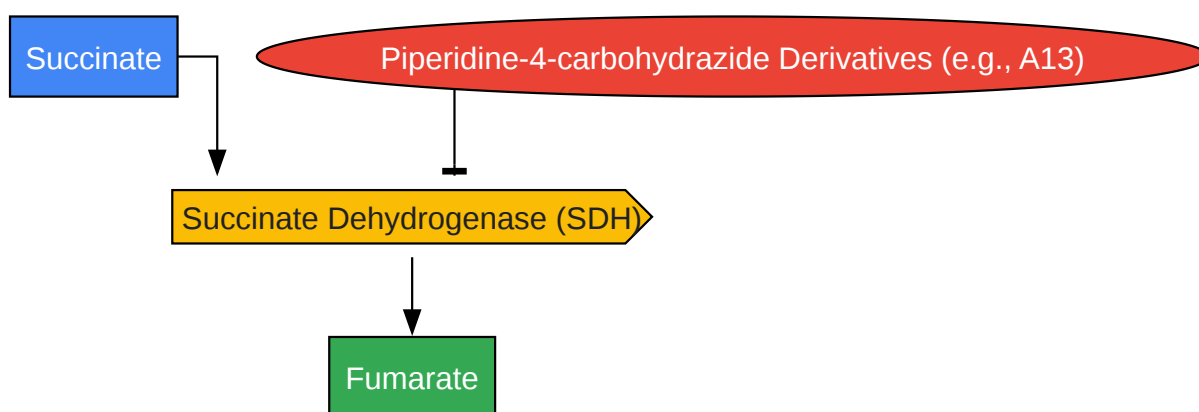 Succinate
Piperidine-4-carbohydrazide Derivatives (e.g., A13)
Succinate Dehydrogenase (SDH)
Fumarate